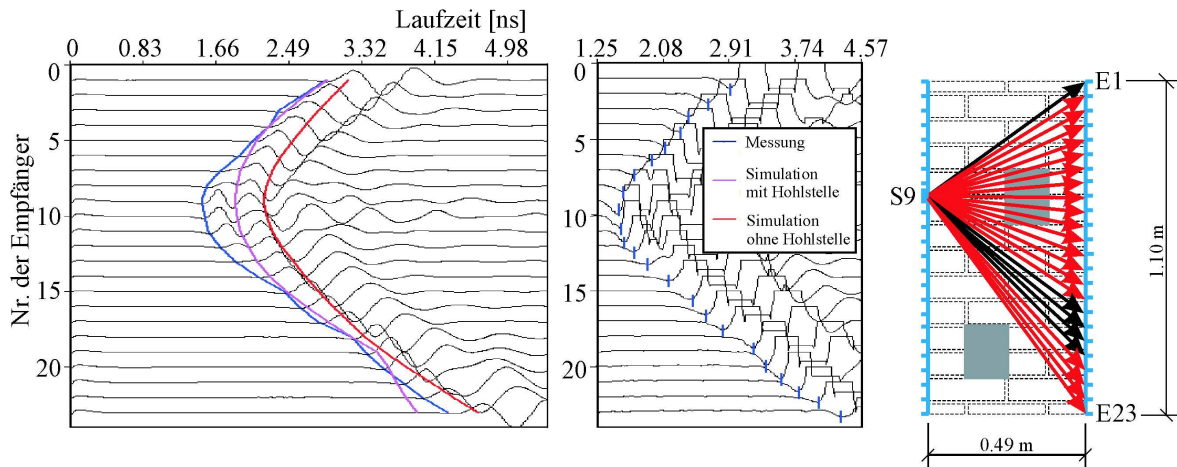 Laufzeit [ns]
0 0.83 1.66 2.49 3.32 4.15 4.98
Nr. der Empfänger
0
5
10
15
20
1.25 2.08 2.91 3.74 4.57
0
5
10
15
20
Messung
Simulation
mit Hohlstelle
Simulation
ohne Hohlstelle
E1
S9
1.10 m
E23
0.49 m